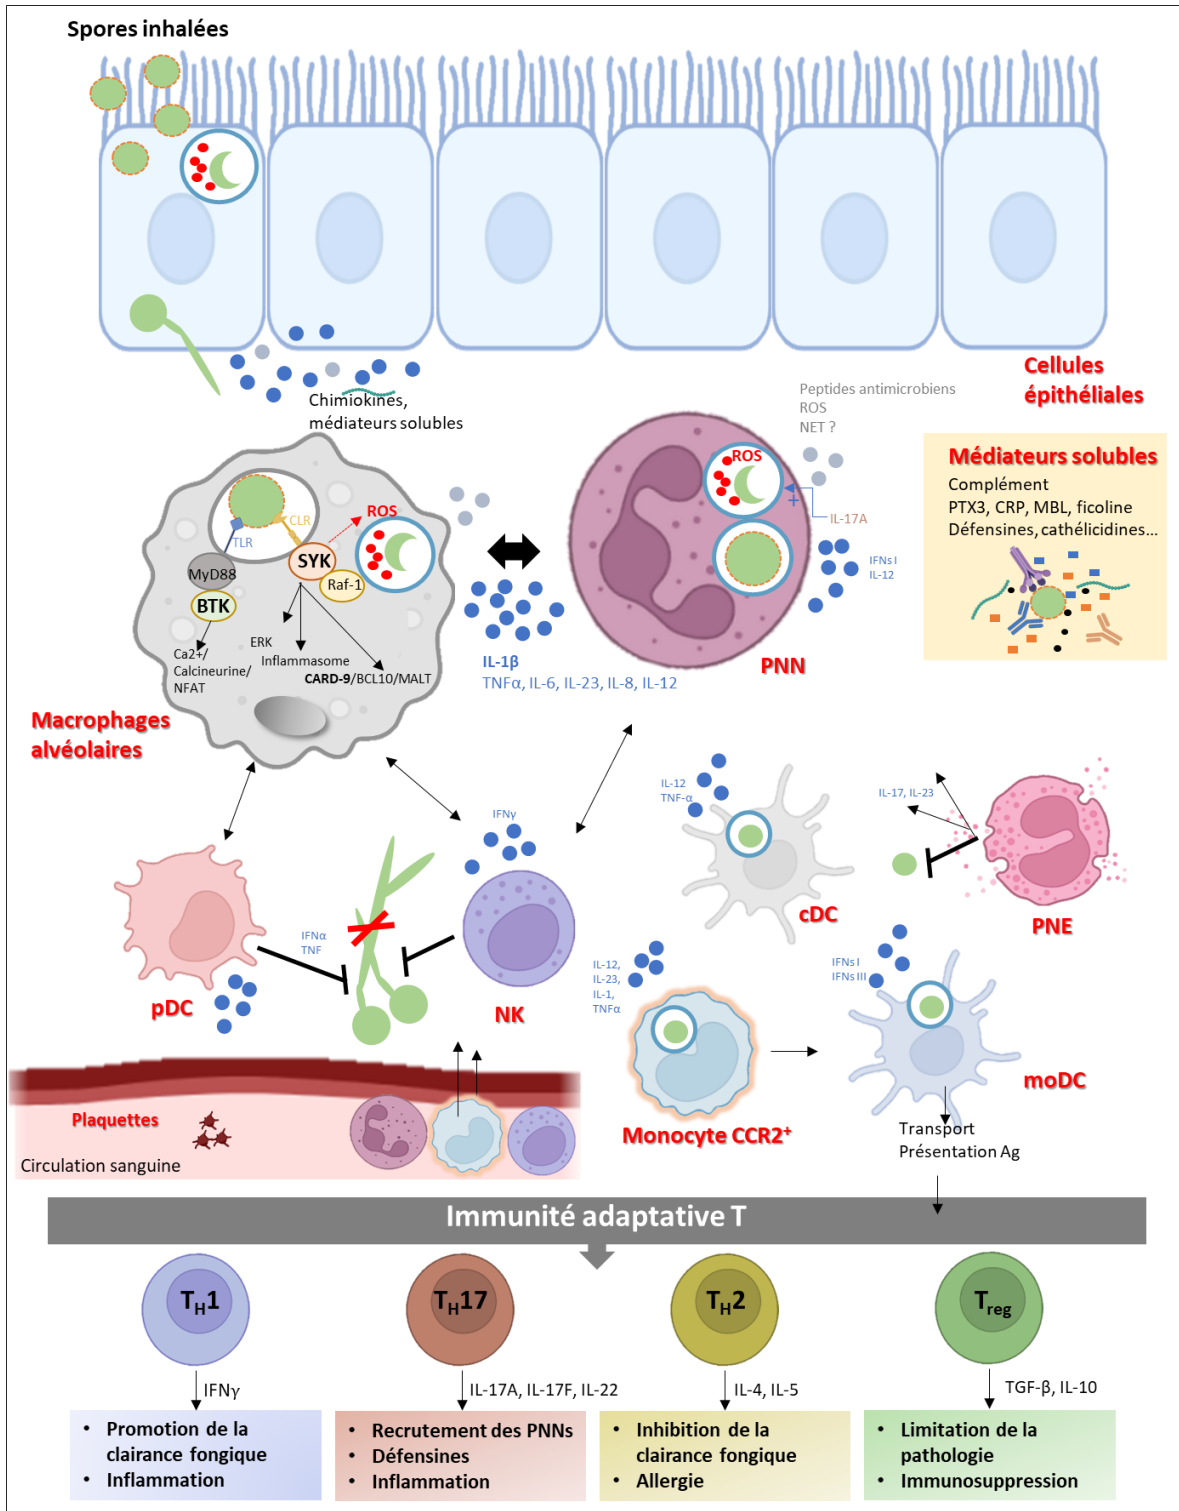 Spores inhalées
Cellules
épithéliales
Chimiokines,
médiateurs solubles
Peptides antimicrobiens
ROS
NET ?
Médiateurs solubles
Complément
PTX3, CRP, MBL, ficoline
Défensines, cathélicidines...
ROS
IL-17A
+
IFNs I
IL-12
PNN
CLR
TLR
ROS
MyD88
SYK
Raf-1
BTK
ERK
Ca2+/
Calcineurine/
NFAT
Inflammasome
CARD-9/BCL10/MALT
IL-1β
TNFα, IL-6, IL-23, IL-8, IL-12
Macrophages
alvéolaires
IL-12
TNF-α
cDC
IL-17, IL-23
PNE
IFNγ
NK
IFNα
TNF
pDC
IL-12,
IL-23,
IL-1,
TNFα
Monocyte CCR2⁺
IFNs I
IFNs III
moDC
Transport
Présentation Ag
Plaquettes
Circulation sanguine
Immunité adaptative T
TH1
TH17
TH2
Treg
IFNγ
IL-17A, IL-17F, IL-22
IL-4, IL-5
TGF-β, IL-10
• Promotion de la
clairance fongique
• Inflammation
• Recrutement des PNNs
• Défensines
• Inflammation
• Inhibition de la
clairance fongique
• Allergie
• Limitation de la
pathologie
• Immunosuppression